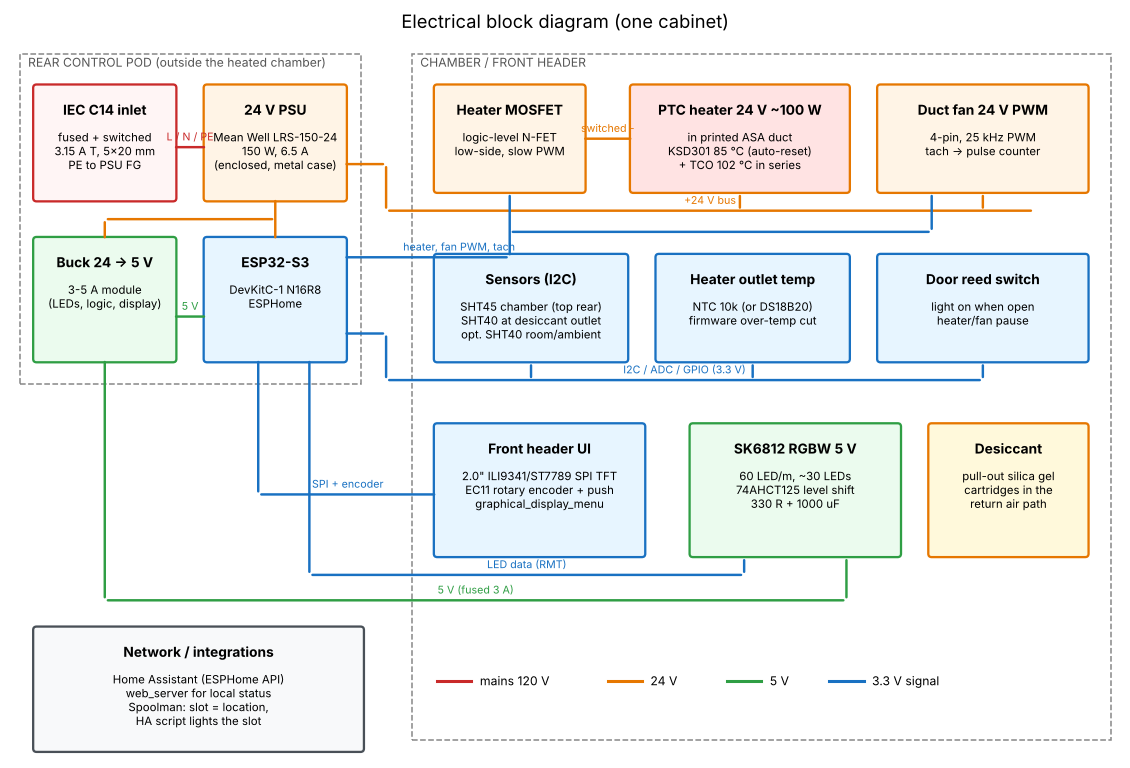 Electrical block diagram (one cabinet)
REAR CONTROL POD (outside the heated chamber)
IEC C14 inlet
fused + switched
3.15 A T, 5×20 mm
PE to PSU FG
L / N / PE
24 V PSU
Mean Well LRS-150-24
150 W, 6.5 A
(enclosed, metal case)
Buck 24 → 5 V
3-5 A module
(LEDs, logic, display)
5 V
ESP32-S3
DevKitC-1 N16R8
ESPHome
CHAMBER / FRONT HEADER
Heater MOSFET
logic-level N-FET
low-side, slow PWM
switched -
PTC heater 24 V ~100 W
in printed ASA duct
KSD301 85 °C (auto-reset)
+ TCO 102 °C in series
Duct fan 24 V PWM
4-pin, 25 kHz PWM
tach → pulse counter
+24 V bus
heater, fan PWM, tach
Sensors (I2C)
SHT45 chamber (top rear)
SHT40 at desiccant outlet
opt. SHT40 room/ambient
Heater outlet temp
NTC 10k (or DS18B20)
firmware over-temp cut
Door reed switch
light on when open
heater/fan pause
I2C / ADC / GPIO (3.3 V)
SPI + encoder
Front header UI
2.0" ILI9341/ST7789 SPI TFT
EC11 rotary encoder + push
graphical_display_menu
SK6812 RGBW 5 V
60 LED/m, ~30 LEDs
74AHCT125 level shift
330 R + 1000 uF
Desiccant
pull-out silica gel
cartridges in the
return air path
LED data (RMT)
5 V (fused 3 A)
Network / integrations
Home Assistant (ESPHome API)
web_server for local status
Spoolman: slot = location,
HA script lights the slot
mains 120 V
24 V
5 V
3.3 V signal